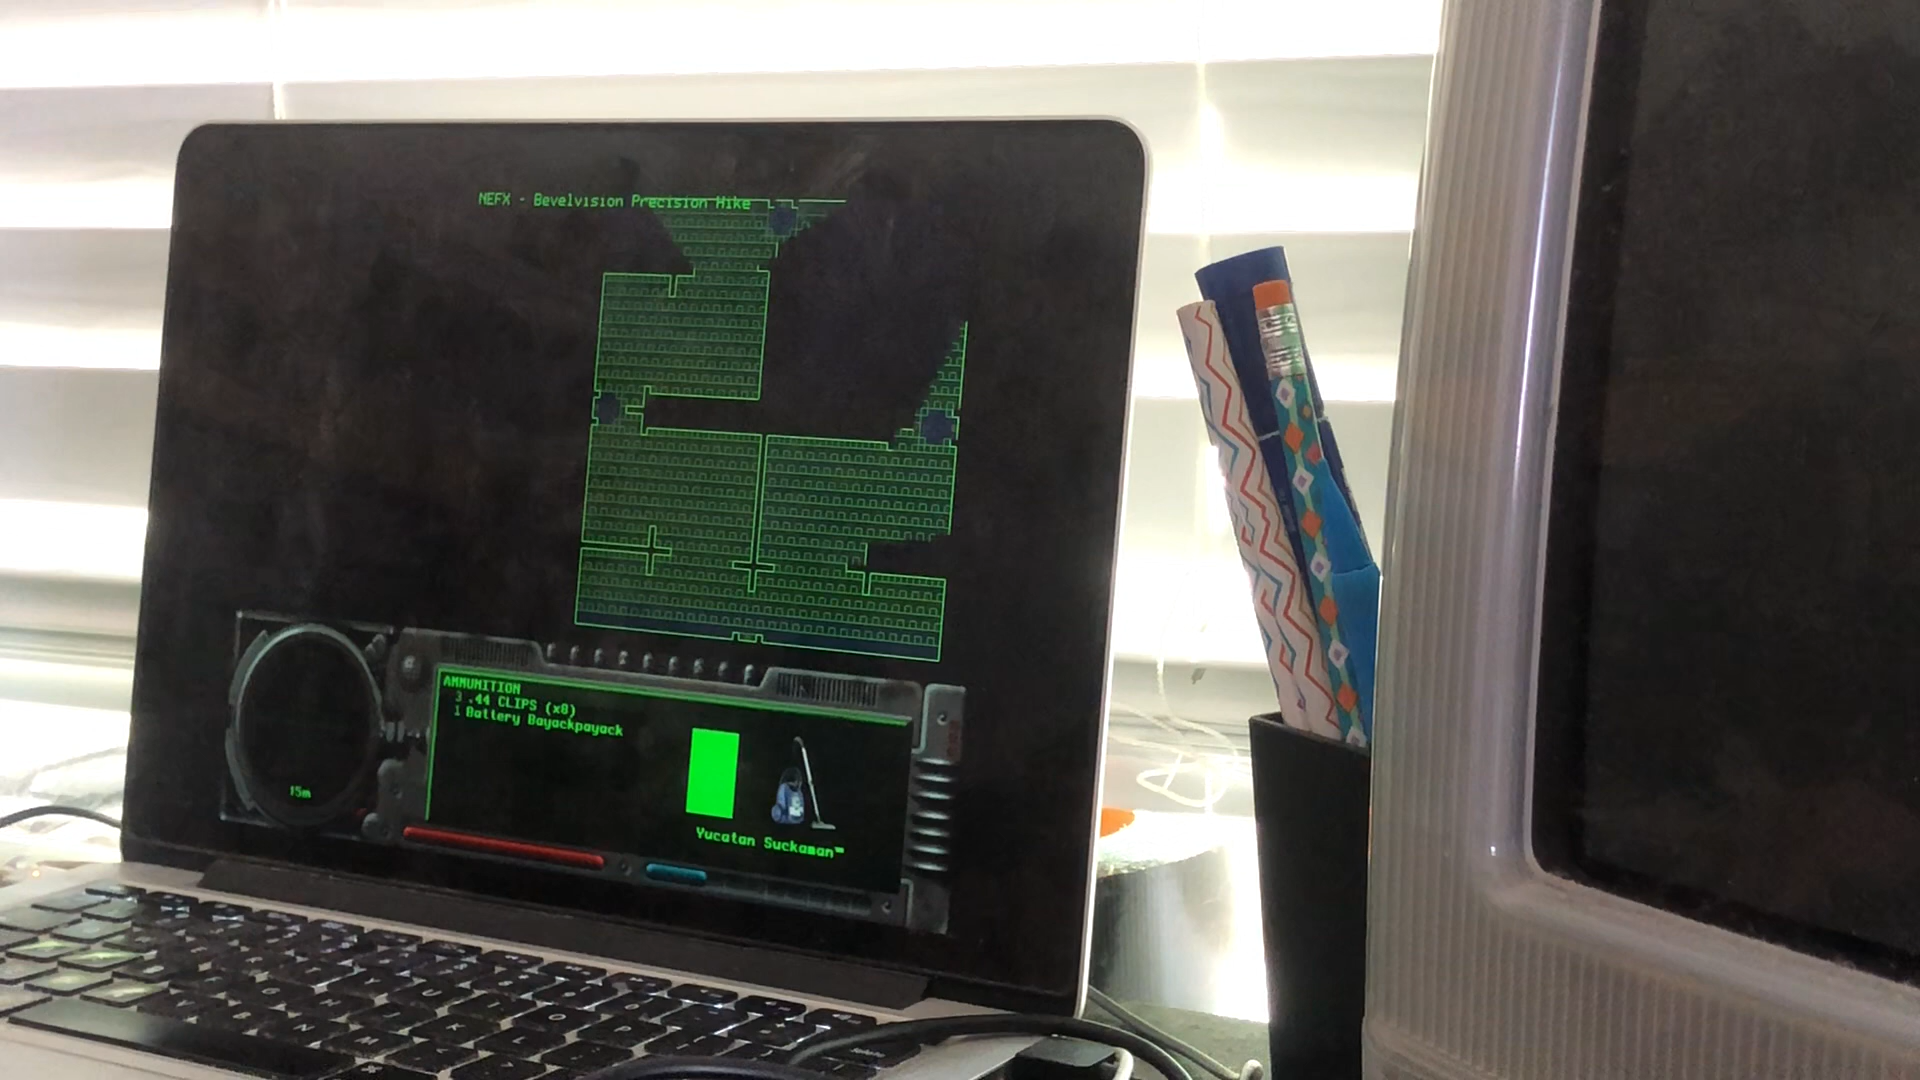 NEFX - Bevelvision Precision Hike
AMMUNITION
3 .44 CLIPS (x8)
1 Battery Bayackpayack
15m
Yucatan Suckaman™